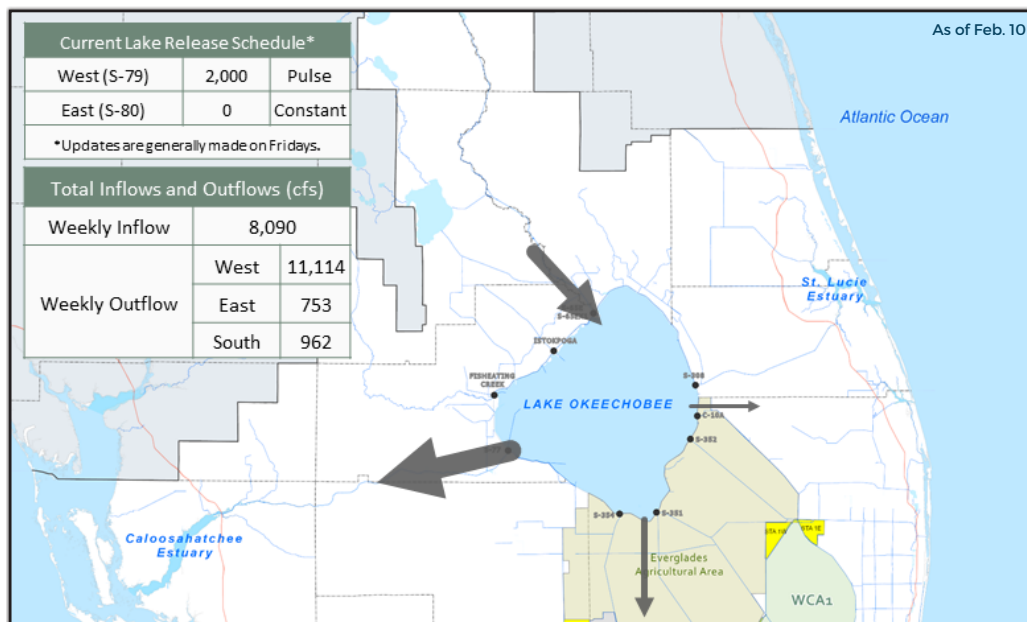 As of Feb. 10
Current Lake Release Schedule*
West (S-79) 2,000 Pulse
East (S-80) 0 Constant
*Updates are generally made on Fridays.
Total Inflows and Outflows (cfs)
Weekly Inflow 8,090
Weekly Outflow
West 11,114
East 753
South 962
Atlantic Ocean
St. Lucie
Estuary
ISTOKPOGA
FISHEATING
CREEK
S-308
LAKE OKEECHOBEE
C-10A
S-352
S-354
S-351
Caloosahatchee
Estuary
Everglades
Agricultural Area
STA 1E
WCA1